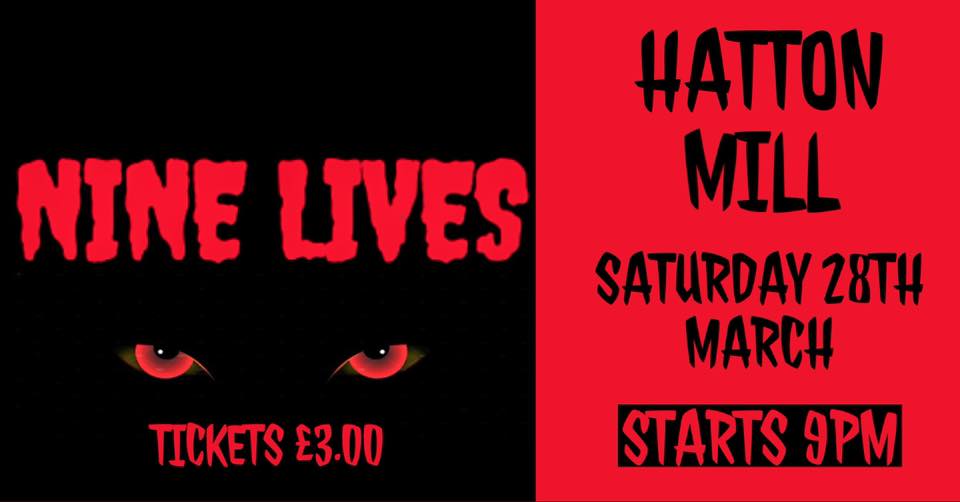 NINE LIVES
TICKETS £3.00
HATTON
MILL
SATURDAY 28TH
MARCH
STARTS 9PM